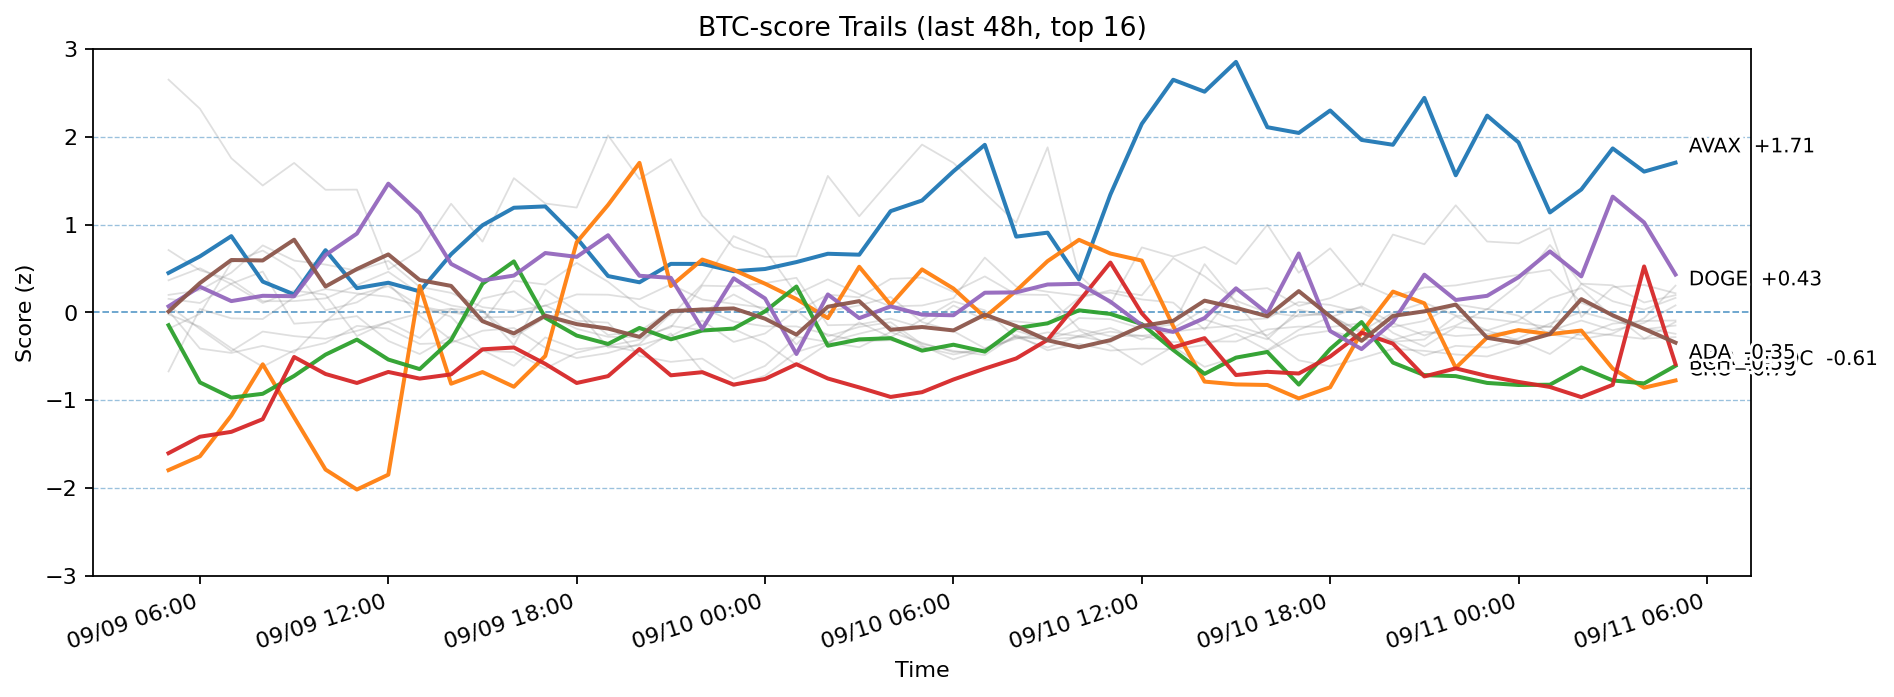 BTC-score Trails (last 48h, top 16)
3
2
1
0
−1
−2
−3
Score (z)
AVAX +1.71
DOGE +0.43
ADA -0.35
-0.61
09/09 06:00
09/09 12:00
09/09 18:00
09/10 00:00
09/10 06:00
09/10 12:00
09/10 18:00
09/11 00:00
09/11 06:00
Time